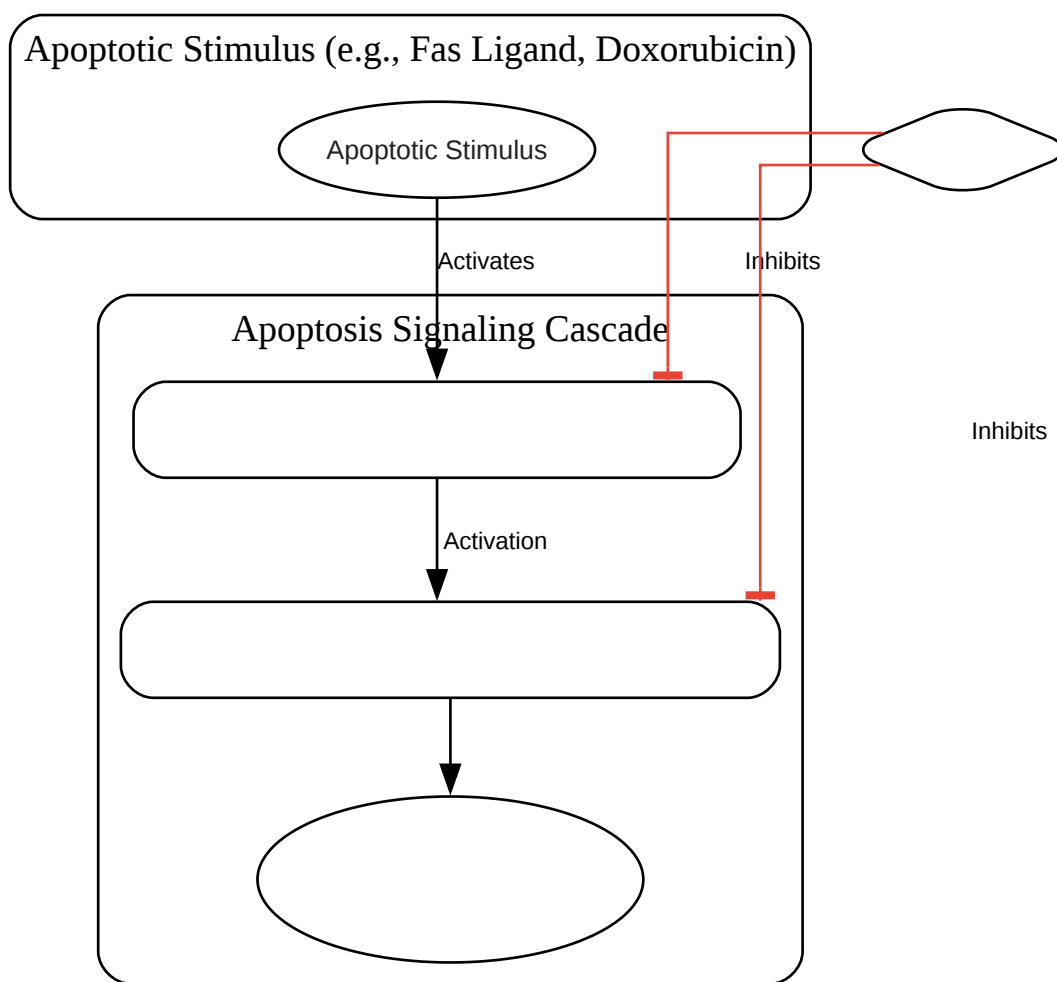 Apoptotic Stimulus (e.g., Fas Ligand, Doxorubicin)
Apoptotic Stimulus
Activates
Inhibits
Apoptosis Signaling Cascade
Inhibits
Activation